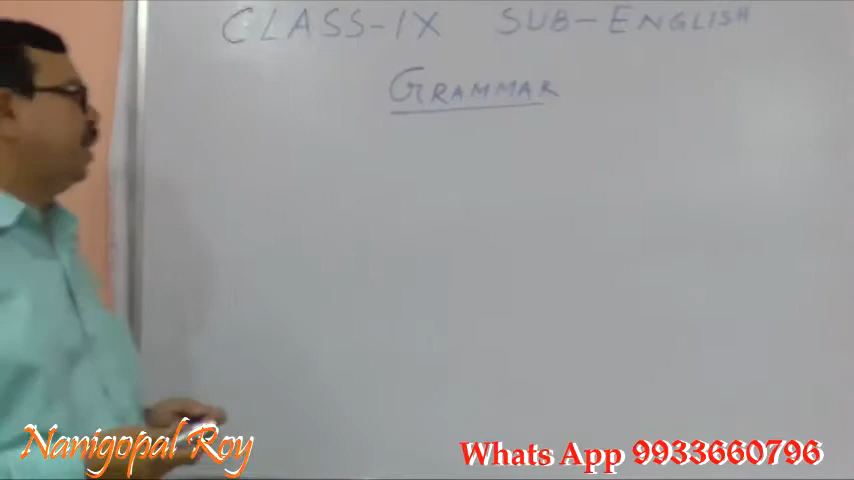 CLASS-IX SUB-ENGLISH
GRAMMAR
Nanigopal Roy
Whats App 9933660796